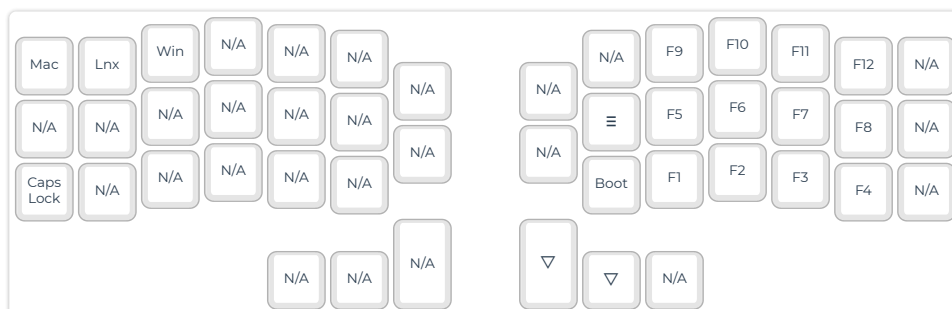 Mac Lnx Win N/A N/A N/A N/A F9 F10 F11 F12 N/A
N/A N/A
N/A N/A N/A N/A N/A N/A ☰ F5 F6 F7 F8 N/A
N/A N/A
Caps
Lock N/A N/A N/A N/A N/A Boot F1 F2 F3 F4 N/A
N/A N/A N/A ▽ ▽ N/A